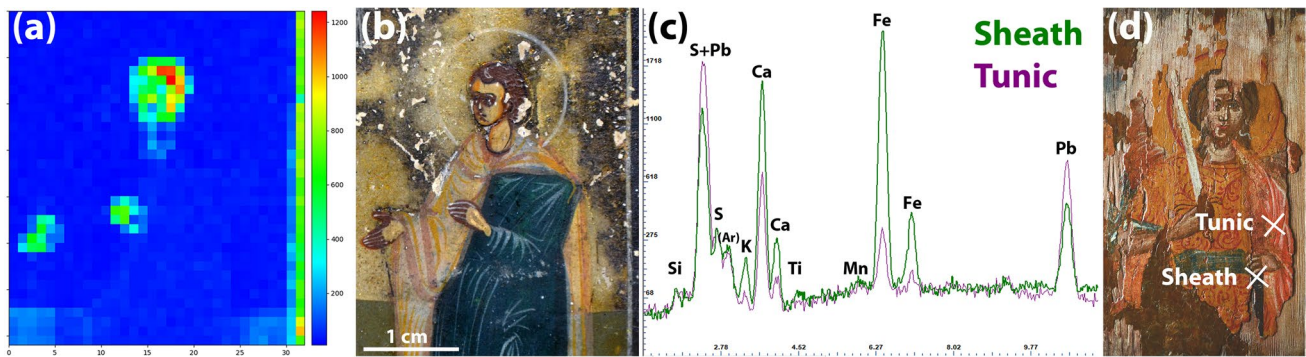 (a)
1200
1000
800
600
400
200
0
0 5 10 15 20 25 30
(b)
1 cm
(c)
Sheath
Tunic
1718
1100
618
275
68
S+Pb
S
(Ar)
K
Ca
Ca
Si
Ti
Mn
Fe
Fe
Pb
2.78 4.52 6.27 8.02 9.77
(d)
Tunic
Sheath